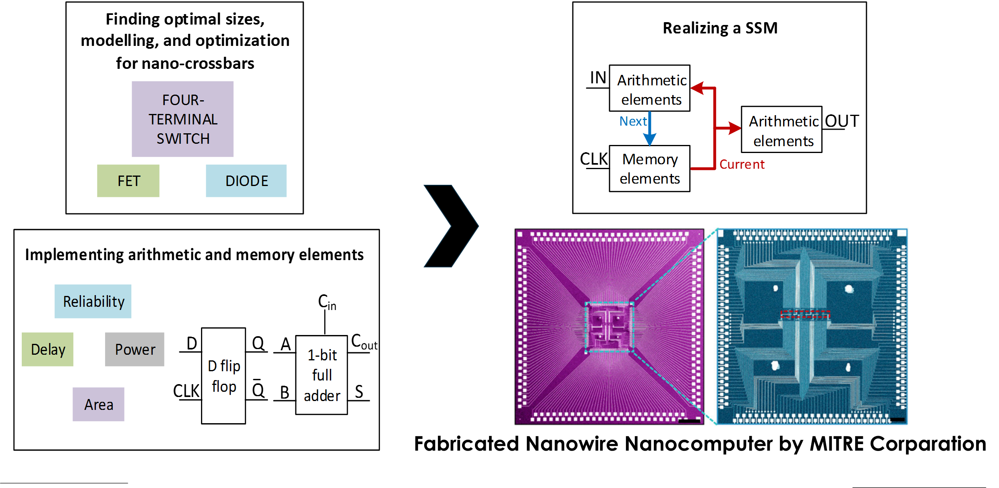 Finding optimal sizes,
modelling, and optimization
for nano-crossbars
FOUR-
TERMINAL
SWITCH
FET
DIODE
Implementing arithmetic and memory elements
Reliability
Delay
Power
Area
D
CLK
D flip
flop
Q
Q̅
A
B
Cin
1-bit
full
adder
Cout
S
Realizing a SSM
IN
Arithmetic
elements
Next
CLK
Memory
elements
Current
Arithmetic
elements
OUT
Fabricated Nanowire Nanocomputer by MITRE Corparation